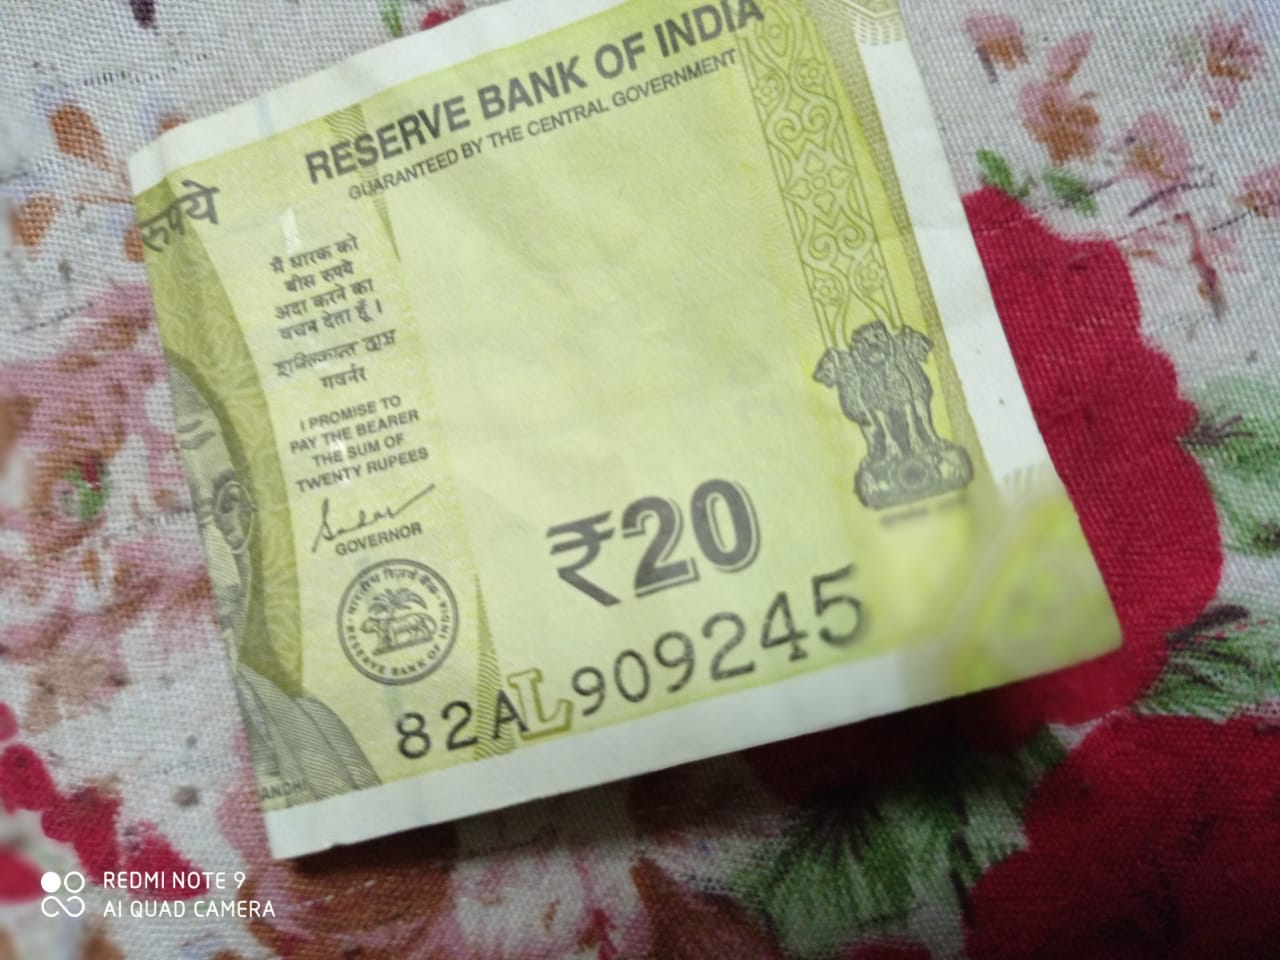 RESERVE BANK OF INDIA
GUARANTEED BY THE CENTRAL GOVERNMENT
रुपये
मैं धारक को
बीस रुपये
अदा करने का
वचन देता हूँ ।
शक्तिकान्त दास
गवर्नर
I PROMISE TO
PAY THE BEARER
THE SUM OF
TWENTY RUPEES
GOVERNOR
भारतीय रिज़र्व बैंक
RESERVE BANK OF INDIA
₹20
82AL909245
ANDHI
REDMI NOTE 9
AI QUAD CAMERA